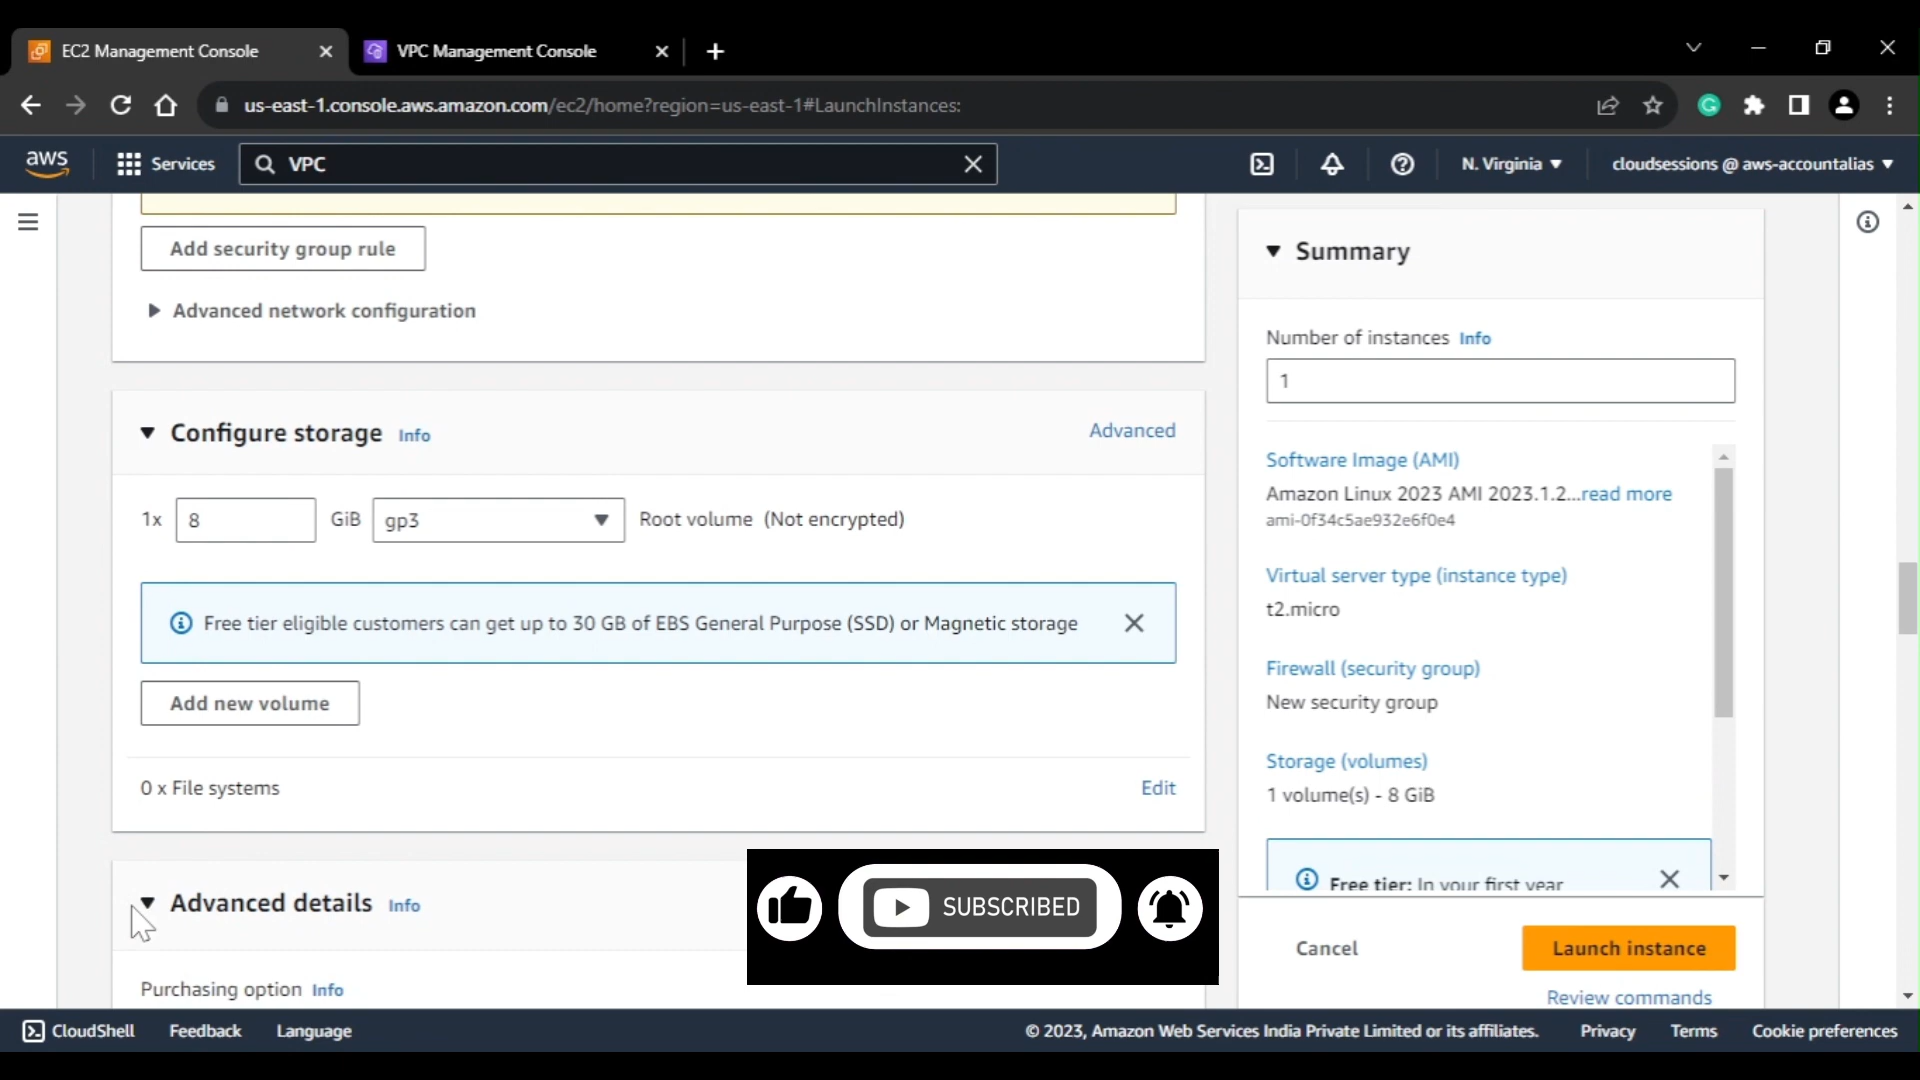 EC2 Management Console
VPC Management Console
us-east-1.console.aws.amazon.com/ec2/home?region=us-east-1#LaunchInstances:
aws
Services
VPC
N. Virginia
cloudsessions @ aws-accountalias
Add security group rule
Advanced network configuration
Configure storage Info
Advanced
1x 8 GiB gp3 Root volume (Not encrypted)
Free tier eligible customers can get up to 30 GB of EBS General Purpose (SSD) or Magnetic storage
Add new volume
0 x File systems
Edit
Advanced details Info
Purchasing option Info
SUBSCRIBED
Summary
Number of instances Info
1
Software Image (AMI)
Amazon Linux 2023 AMI 2023.1.2...read more
ami-0f34c5ae932e6f0e4
Virtual server type (instance type)
t2.micro
Firewall (security group)
New security group
Storage (volumes)
1 volume(s) - 8 GiB
Free tier: In your first year
Cancel
Launch instance
Review commands
CloudShell
Feedback
Language
© 2023, Amazon Web Services India Private Limited or its affiliates.
Privacy
Terms
Cookie preferences